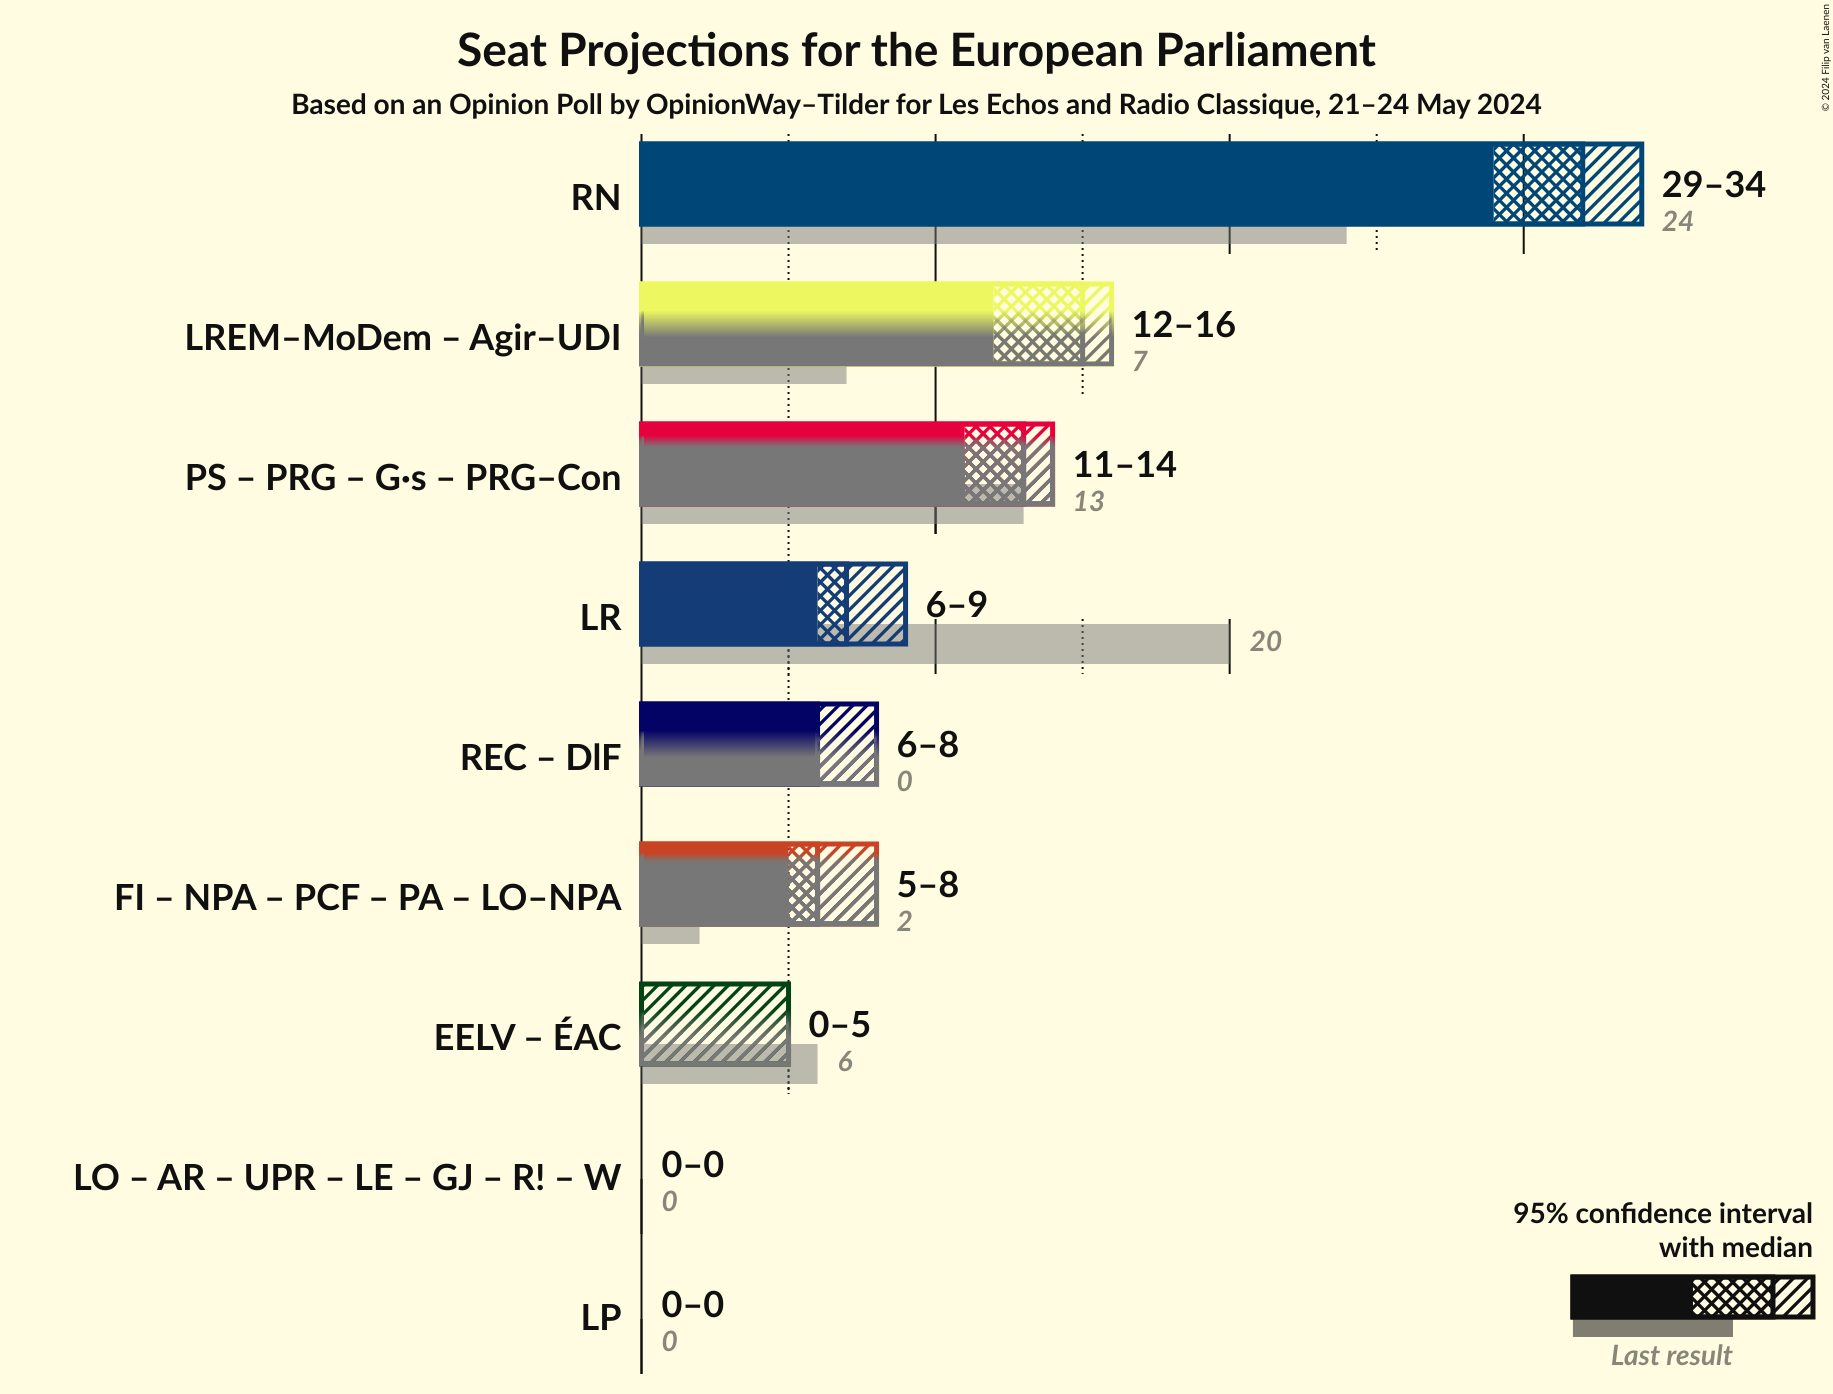 Seat Projections for the European Parliament
Based on an Opinion Poll by OpinionWay–Tilder for Les Echos and Radio Classique, 21–24 May 2024
© 2024 Filip van Laenen
RN
29–34
24
LREM–MoDem – Agir–UDI
12–16
7
PS – PRG – G·s – PRG–Con
11–14
13
LR
6–9
20
REC – DlF
6–8
0
FI – NPA – PCF – PA – LO–NPA
5–8
2
EELV – ÉAC
0–5
6
LO – AR – UPR – LE – GJ – R! – W
0–0
0
LP
0–0
0
95% confidence interval
with median
Last result